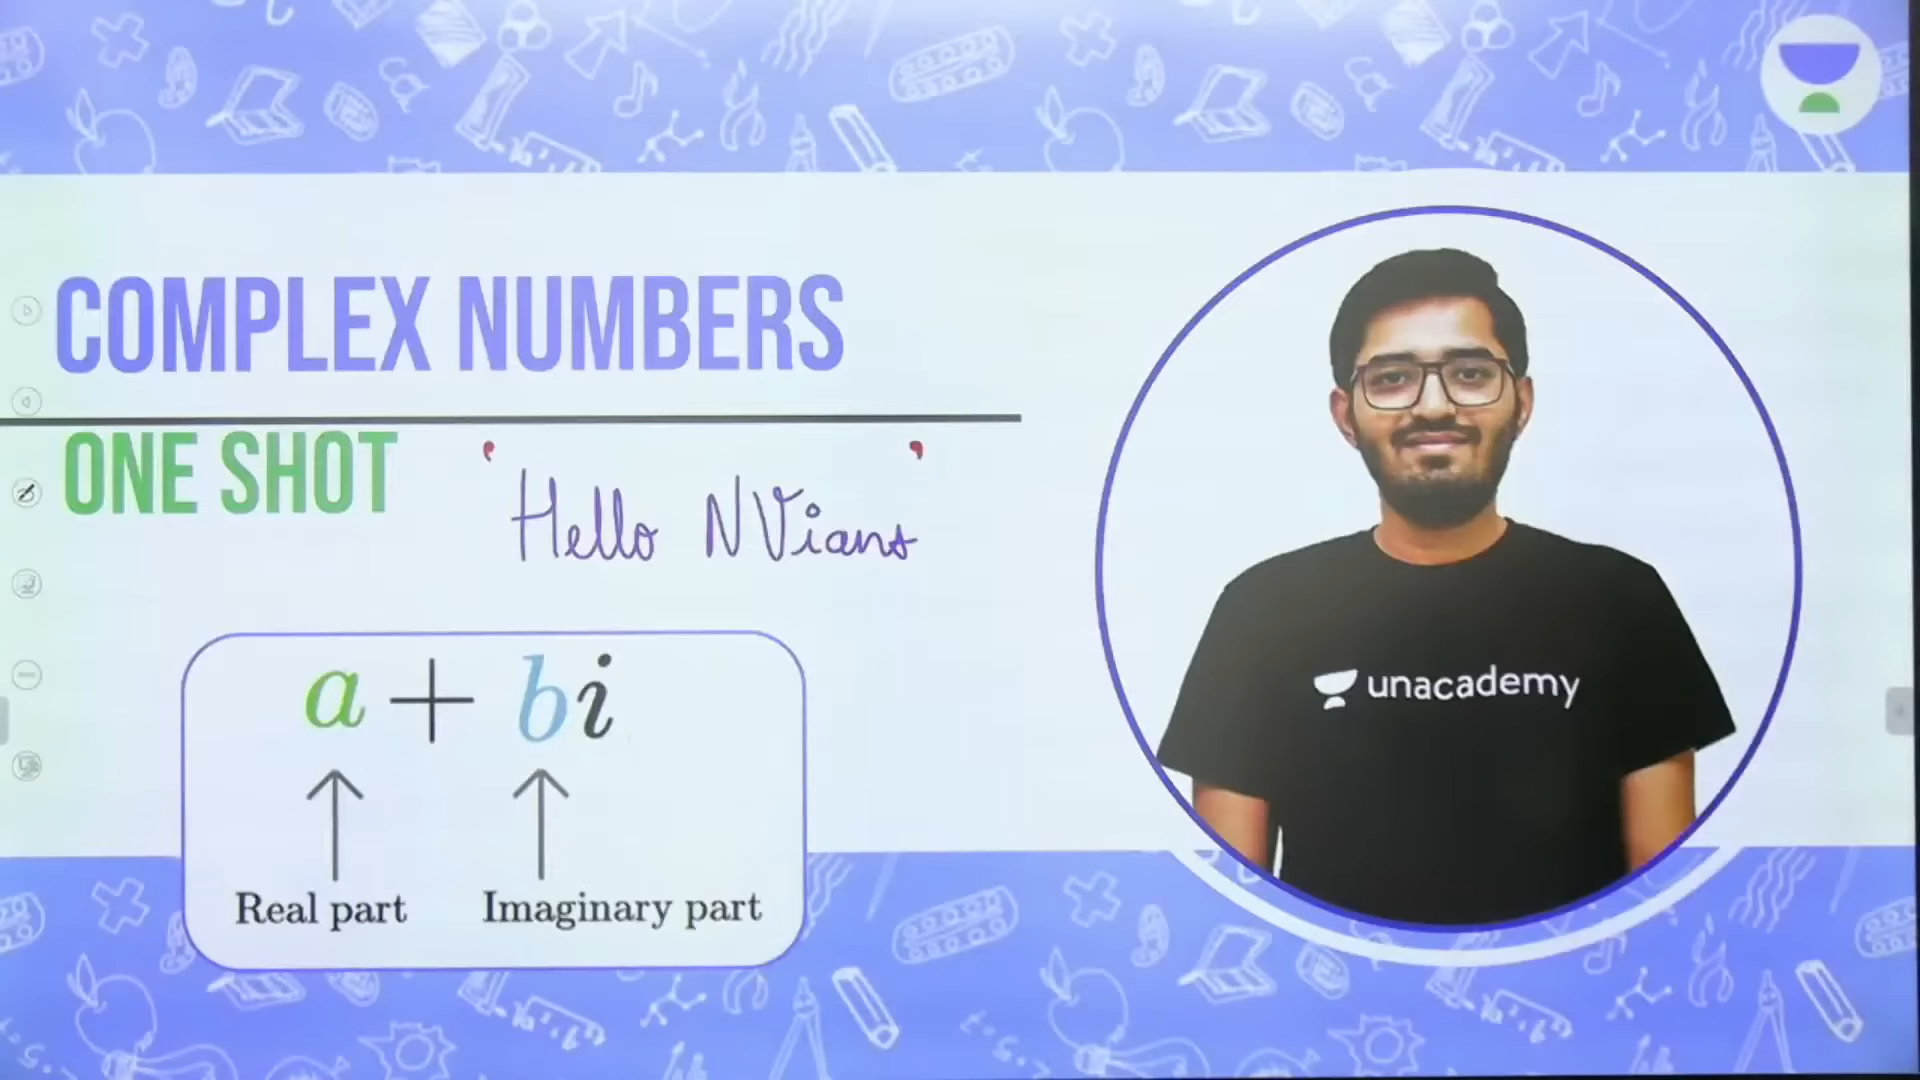 COMPLEX NUMBERS
ONE SHOT
‘Hello NVians’
a + bi
Real part Imaginary part
unacademy